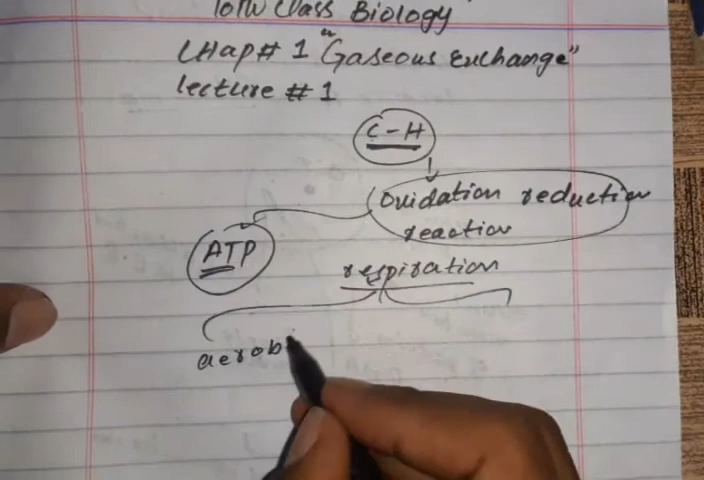 10th Class Biology
CHap# 1 "Gaseous Exchange"
lecture # 1
C-H
Oxidation reduction
reaction
ATP
respiration
aerob